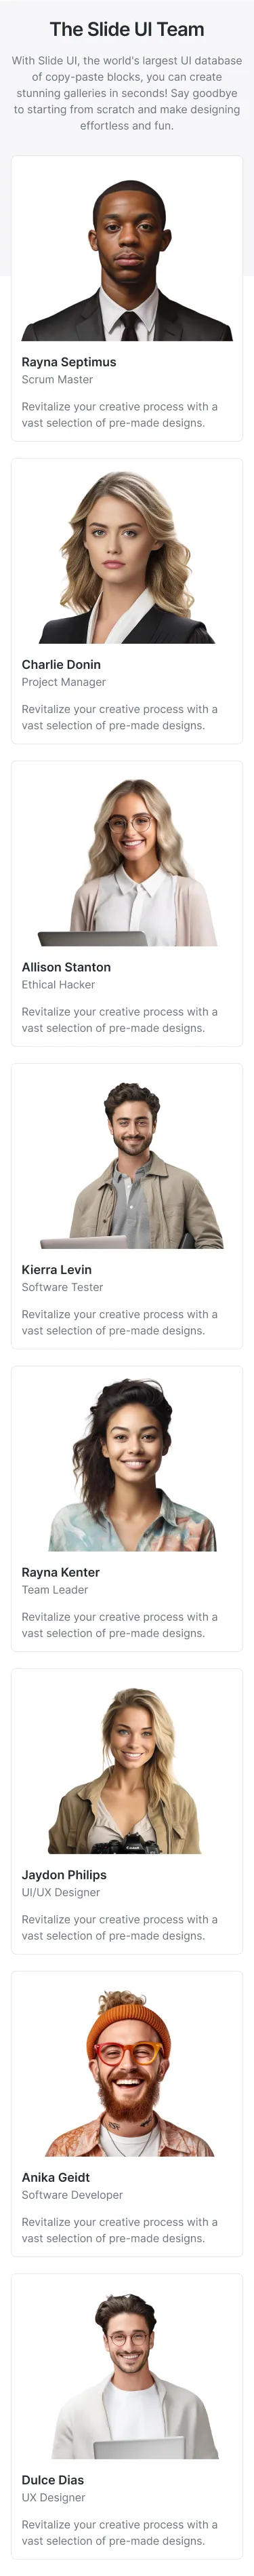 The Slide UI Team
With Slide UI, the world's largest UI database
of copy-paste blocks, you can create
stunning galleries in seconds! Say goodbye
to starting from scratch and make designing
effortless and fun.
Rayna Septimus
Scrum Master
Revitalize your creative process with a
vast selection of pre-made designs.
Charlie Donin
Project Manager
Revitalize your creative process with a
vast selection of pre-made designs.
Allison Stanton
Ethical Hacker
Revitalize your creative process with a
vast selection of pre-made designs.
Kierra Levin
Software Tester
Revitalize your creative process with a
vast selection of pre-made designs.
Rayna Kenter
Team Leader
Revitalize your creative process with a
vast selection of pre-made designs.
Jaydon Philips
UI/UX Designer
Revitalize your creative process with a
vast selection of pre-made designs.
Anika Geidt
Software Developer
Revitalize your creative process with a
vast selection of pre-made designs.
Dulce Dias
UX Designer
Revitalize your creative process with a
vast selection of pre-made designs.